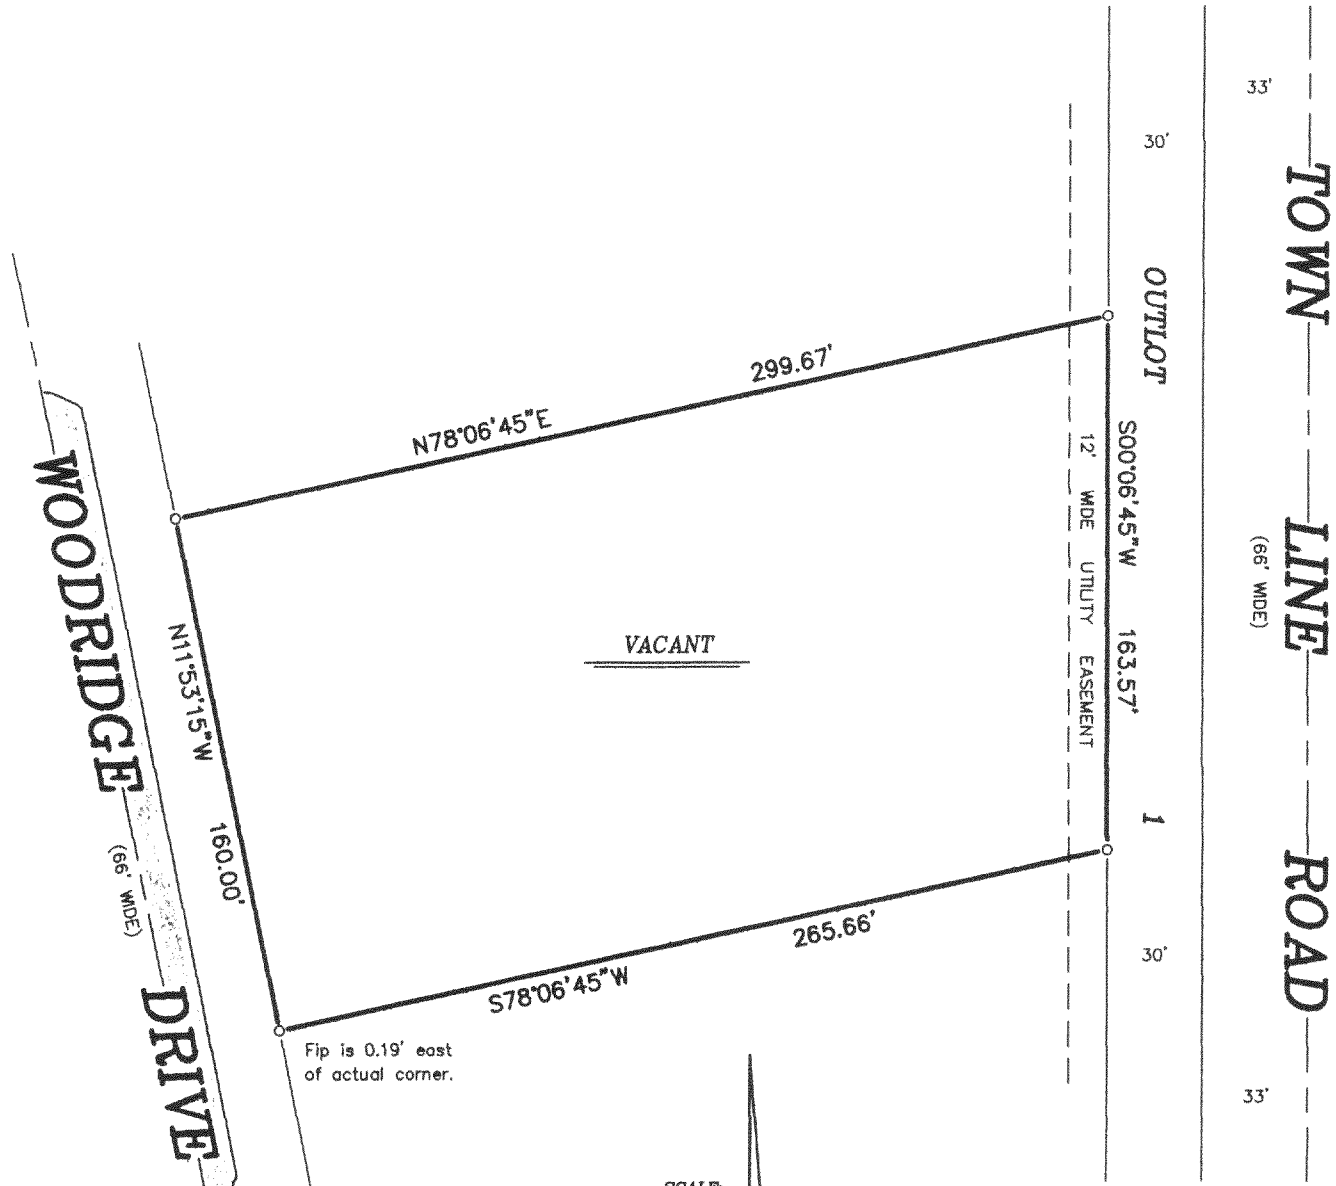 33'
30'
TOWN LINE ROAD
(66' WIDE)
OUTLOT 1
299.67'
N78°06'45"E
S00°06'45"W 163.57'
12' WIDE UTILITY EASEMENT
WOODRIDGE DRIVE
(66' WIDE)
N11°53'15"W 160.00'
VACANT
265.66'
S78°06'45"W
30'
Fip is 0.19' east
of actual corner.
33'